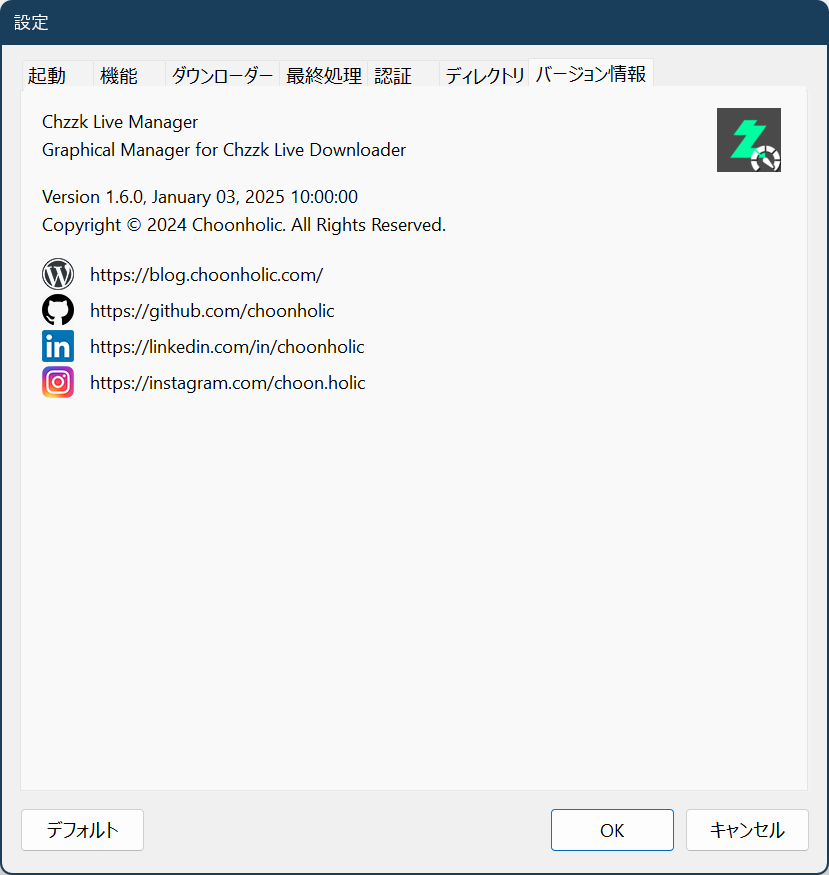 設定
起動 機能 ダウンローダー 最終処理 認証 ディレクトリ バージョン情報
Chzzk Live Manager
Graphical Manager for Chzzk Live Downloader
Version 1.6.0, January 03, 2025 10:00:00
Copyright © 2024 Choonholic. All Rights Reserved.
https://blog.choonholic.com/
https://github.com/choonholic
https://linkedin.com/in/choonholic
https://instagram.com/choon.holic
デフォルト OK キャンセル